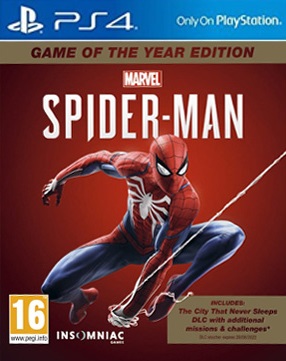 PS4
Only On PlayStation®
GAME OF THE YEAR EDITION
MARVEL
SPIDER-MAN
INCLUDES:
The City That Never Sleeps
DLC with additional
missions & challenges*
16
www.pegi.info
INSOMNIAC
GAMES